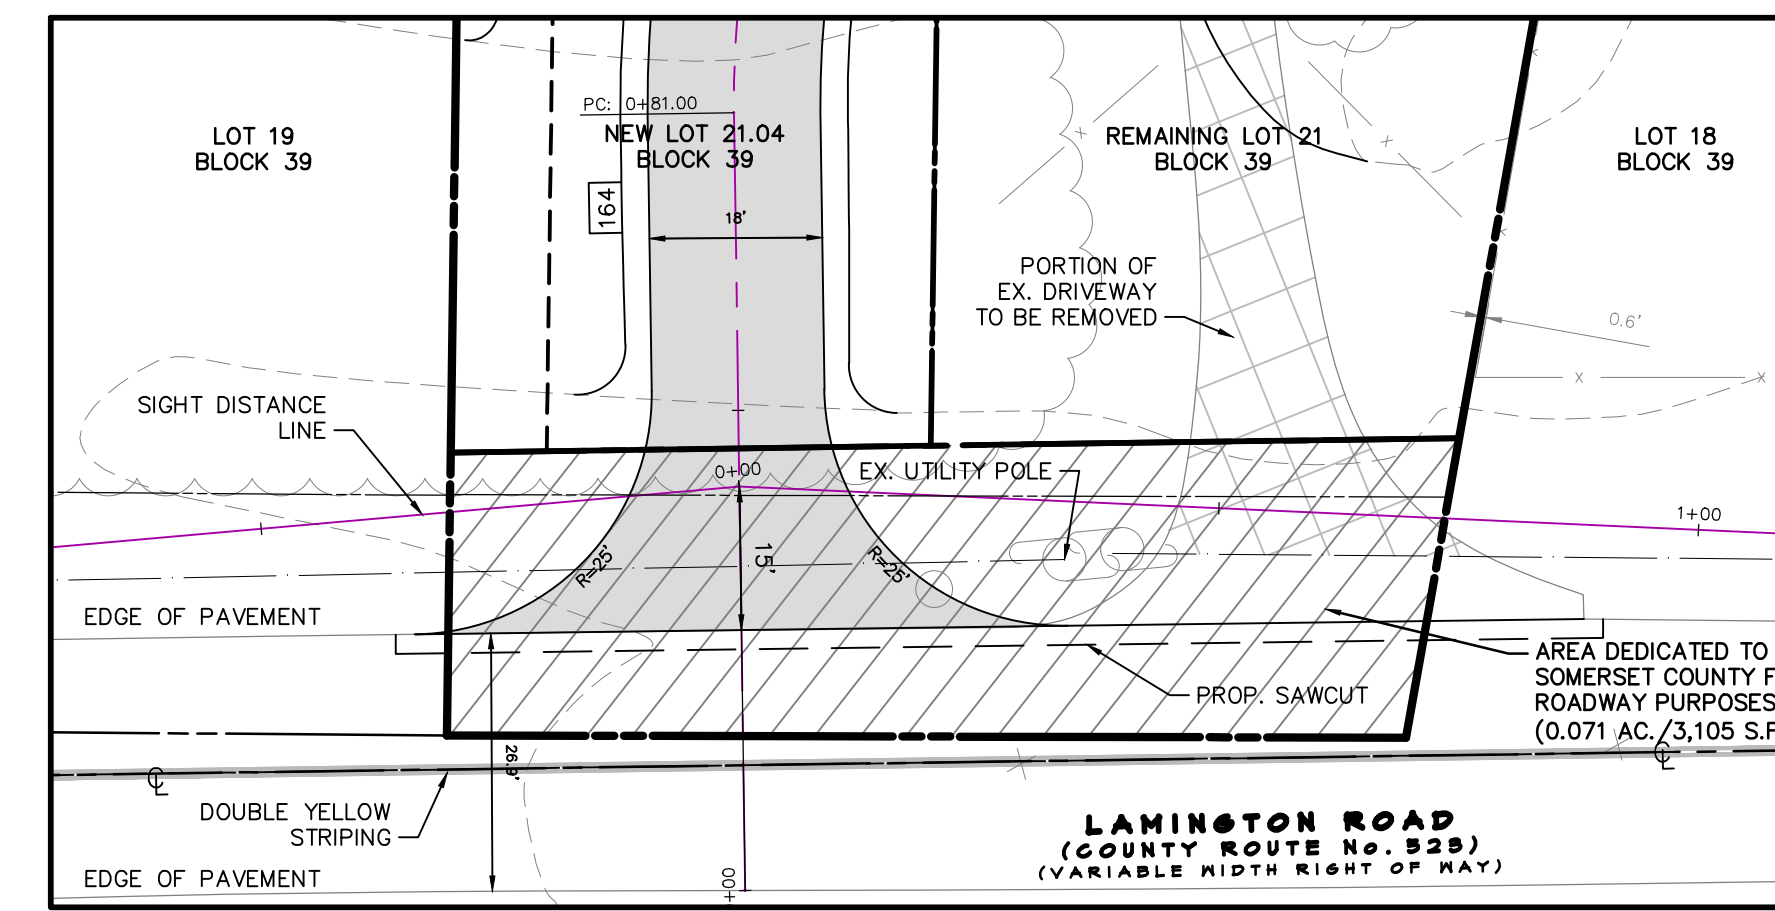 PC: 0+81.00
LOT 19
BLOCK 39
NEW LOT 21.04
BLOCK 39
REMAINING LOT 21
BLOCK 39
LOT 18
BLOCK 39
164
18'
PORTION OF
EX. DRIVEWAY
TO BE REMOVED
0.6'
X
X
X
X
X
X
SIGHT DISTANCE
LINE
0+00
EX. UTILITY POLE
1+00
15'
R=25'
R=25'
EDGE OF PAVEMENT
AREA DEDICATED TO
SOMERSET COUNTY F
ROADWAY PURPOSES
(0.071 AC./3,105 S.F
PROP. SAWCUT
26.9'
℄
℄
DOUBLE YELLOW
STRIPING
LAMINGTON ROAD
(COUNTY ROUTE No. 523)
(VARIABLE WIDTH RIGHT OF WAY)
EDGE OF PAVEMENT
+00